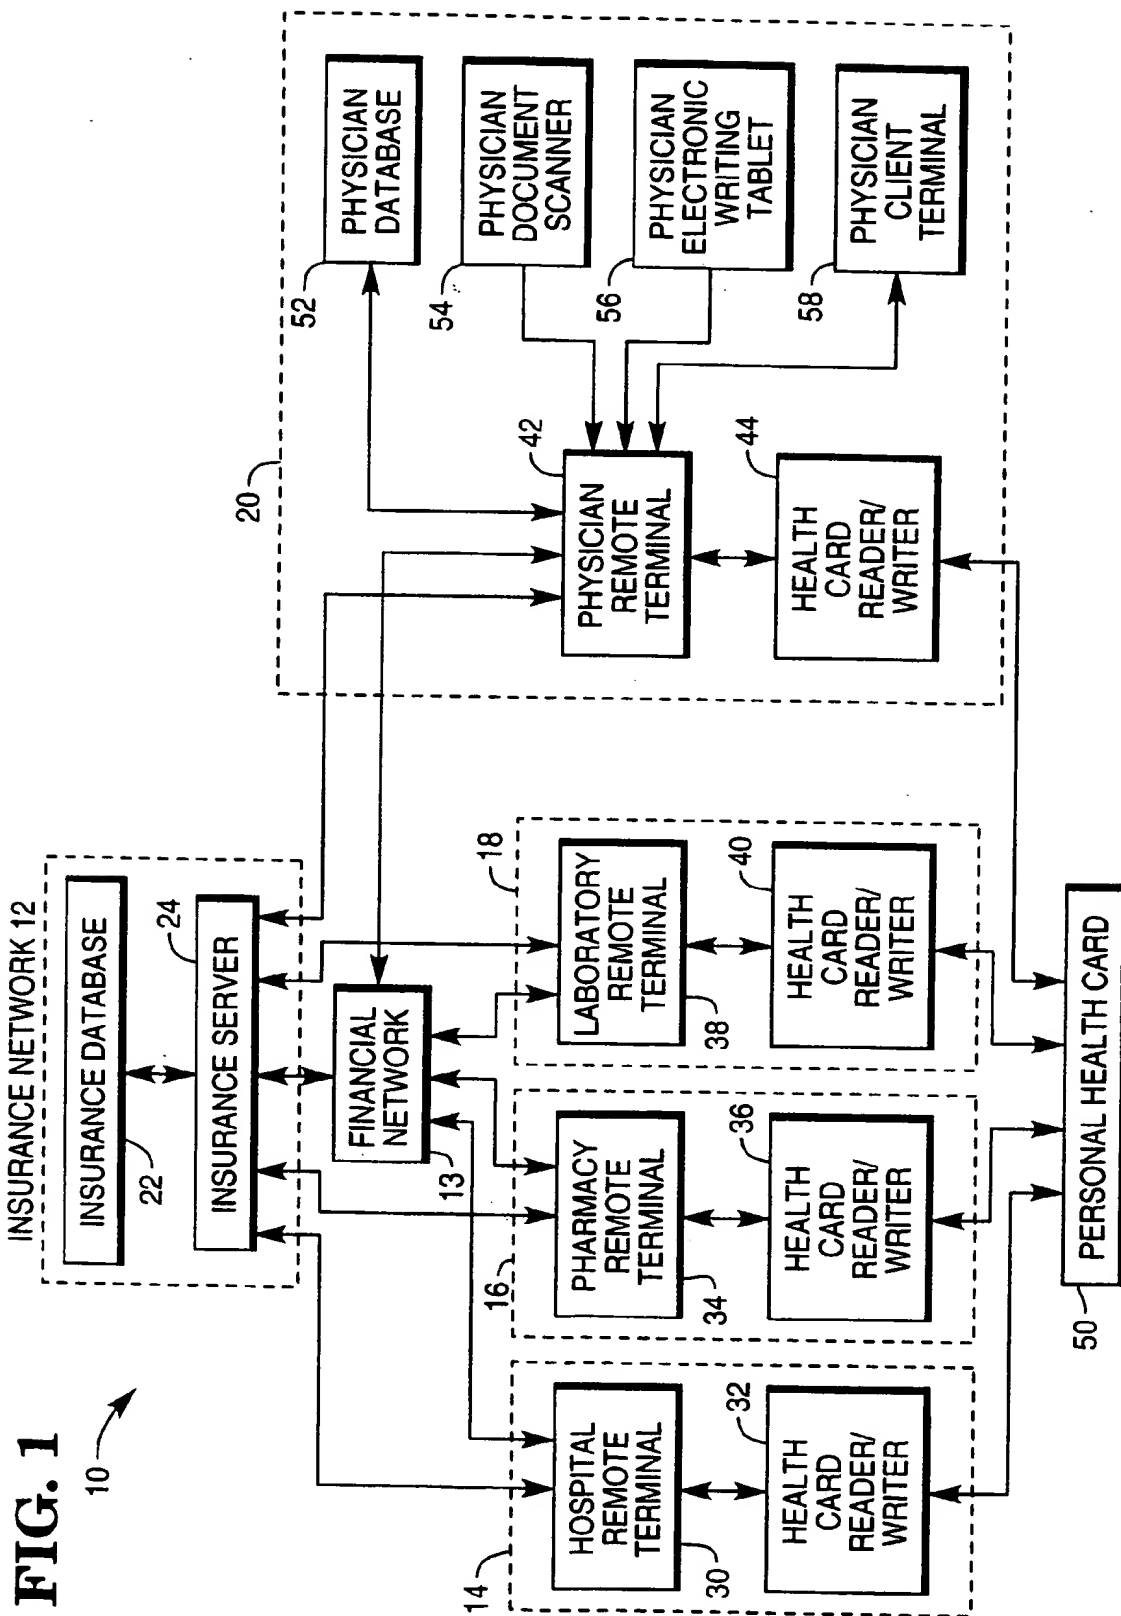 FIG. 1
10
INSURANCE NETWORK 12
INSURANCE DATABASE
22
24
INSURANCE SERVER
FINANCIAL
NETWORK
13
14
HOSPITAL
REMOTE
TERMINAL
30
32
HEALTH
CARD
READER/
WRITER
16
PHARMACY
REMOTE
TERMINAL
34
36
HEALTH
CARD
READER/
WRITER
18
LABORATORY
REMOTE
TERMINAL
38
40
HEALTH
CARD
READER/
WRITER
20
PHYSICIAN
REMOTE
TERMINAL
42
44
HEALTH
CARD
READER/
WRITER
52
PHYSICIAN
DATABASE
54
PHYSICIAN
DOCUMENT
SCANNER
56
PHYSICIAN
ELECTRONIC
WRITING
TABLET
58
PHYSICIAN
CLIENT
TERMINAL
50
PERSONAL HEALTH CARD